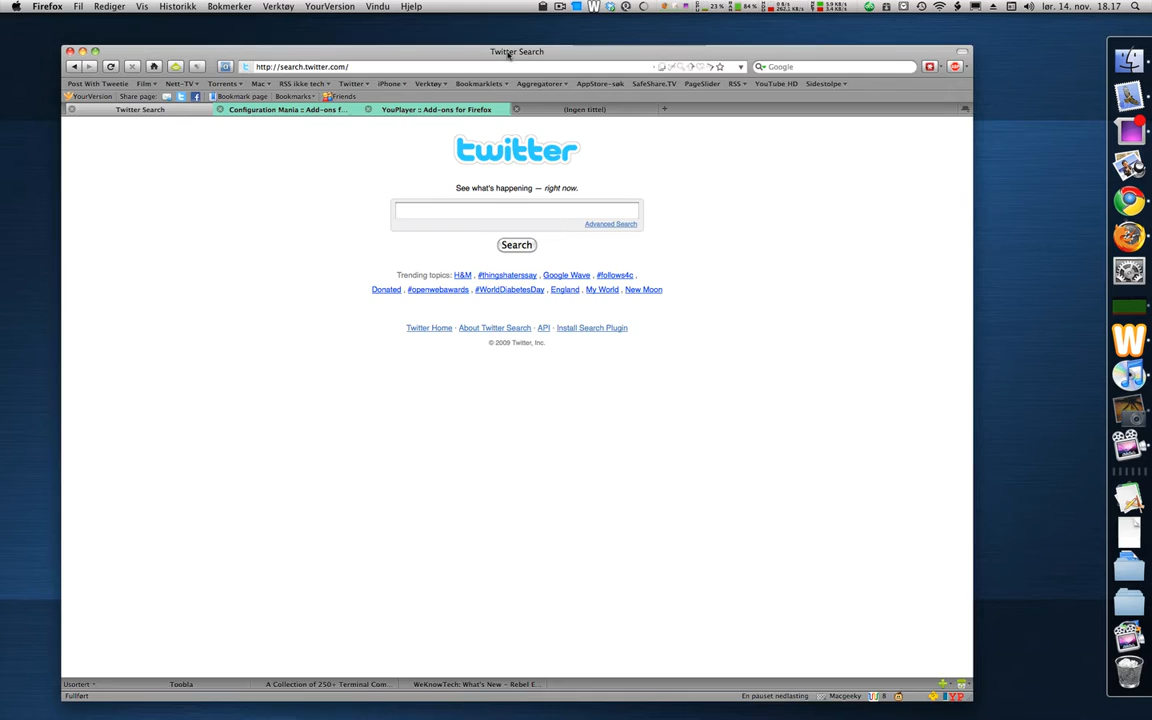 Firefox Fil Rediger Vis Historikk Bokmerker Verktøy YourVersion Vindu Hjelp 23% 84% lør. 14. nov. 18.17
Twitter Search
http://search.twitter.com/ Google
Post With Tweetie Film Nett-TV Torrents Mac RSS ikke tech Twitter iPhone Verktøy Bookmarklets Aggregatorer AppStore-søk SafeShare.TV PageSlider RSS YouTube HD Sidestolpe
YourVersion Share page: Bookmark page Bookmarks Friends
Twitter Search Configuration Mania :: Add-ons f... YouPlayer :: Add-ons for Firefox (Ingen tittel)
twitter
See what's happening — right now.
Advanced Search
Search
Trending topics: H&M , #thingshaterssay , Google Wave , #follows4c ,
Donated , #openwebawards , #WorldDiabetesDay , England , My World , New Moon
Twitter Home · About Twitter Search · API · Install Search Plugin
© 2009 Twitter, Inc.
Usortert Toobla A Collection of 250+ Terminal Com... WeKnowTech: What's New – Rebel E...
Fullført En pauset nedlasting Macgeeky 8 YP